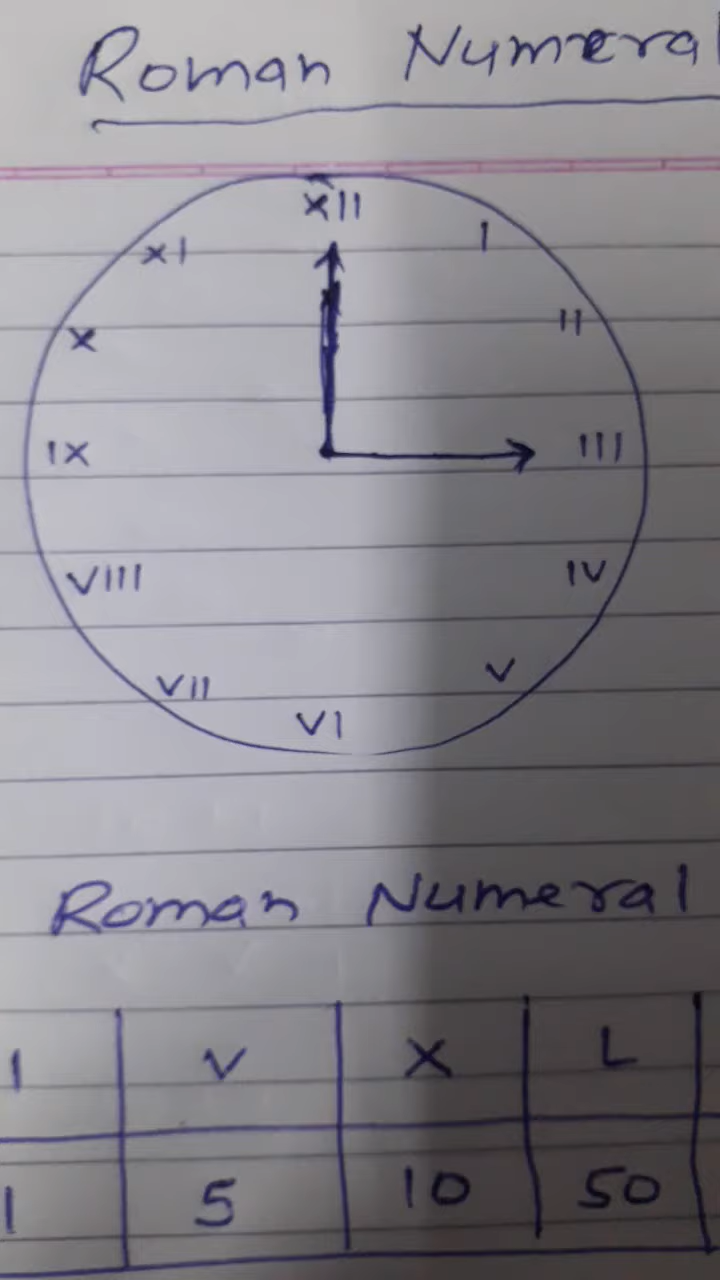 Roman Numeral
XII
XI I
X II
IX III
VIII IV
VII V
VI
Roman Numeral
I V X L
1 5 10 50